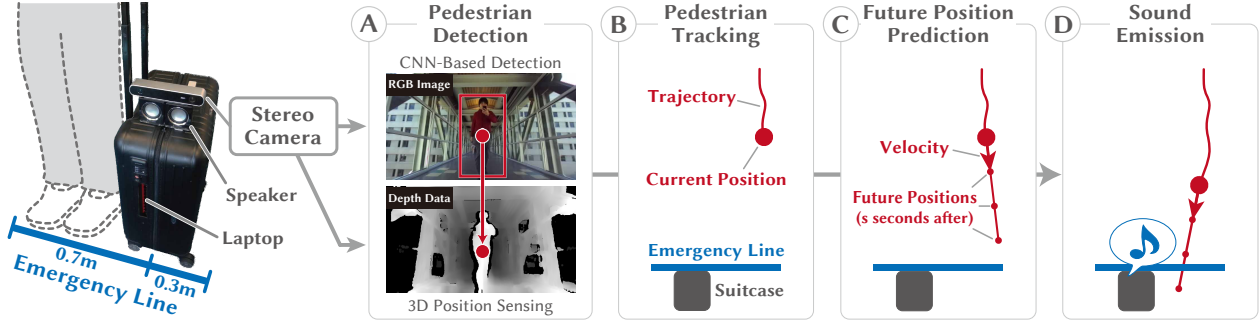 Stereo
Camera
Speaker
Laptop
0.7m
0.3m
Emergency Line
A
Pedestrian
Detection
CNN-Based Detection
RGB Image
Depth Data
3D Position Sensing
B
Pedestrian
Tracking
Trajectory
Current Position
Emergency Line
Suitcase
C
Future Position
Prediction
Velocity
Future Positions
(s seconds after)
D
Sound
Emission